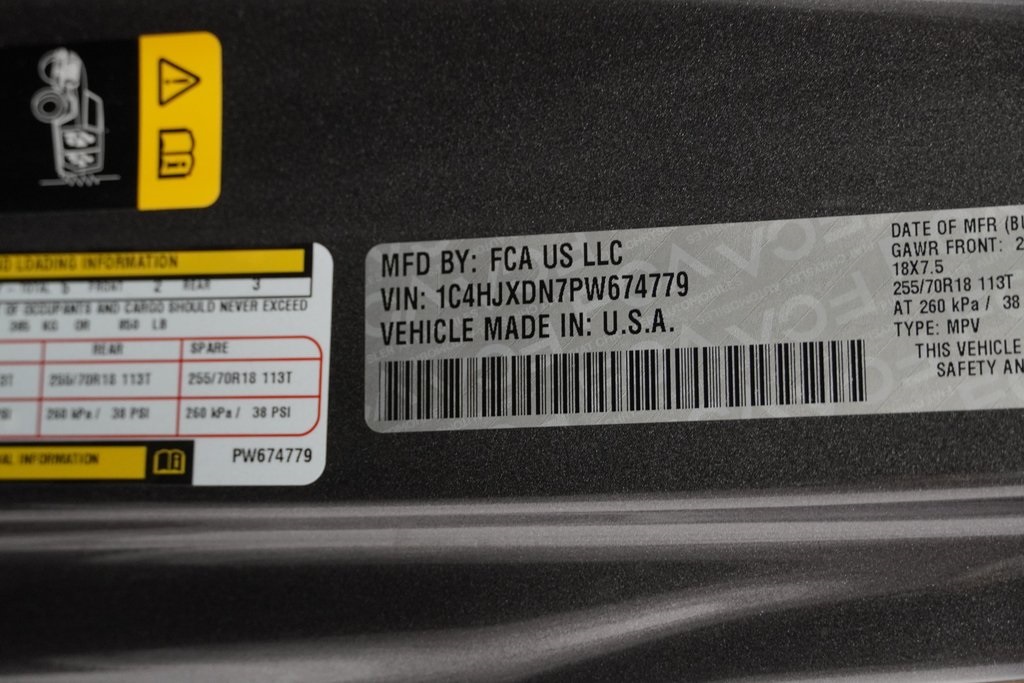 LOADING INFORMATION
TOTAL 5 FRONT 2 REAR 3
OF OCCUPANTS AND CARGO SHOULD NEVER EXCEED
KG OR 850 LB
REAR SPARE
255/70R18 113T 255/70R18 113T
260 kPa / 38 PSI 260 kPa / 38 PSI
INFORMATION
PW674779
MFD BY: FCA US LLC
VIN: 1C4HJXDN7PW674779
VEHICLE MADE IN: U.S.A.
DATE OF MFR (BU
GAWR FRONT: 2
18X7.5
255/70R18 113T
AT 260 kPa / 38
TYPE: MPV
THIS VEHICLE
SAFETY AN